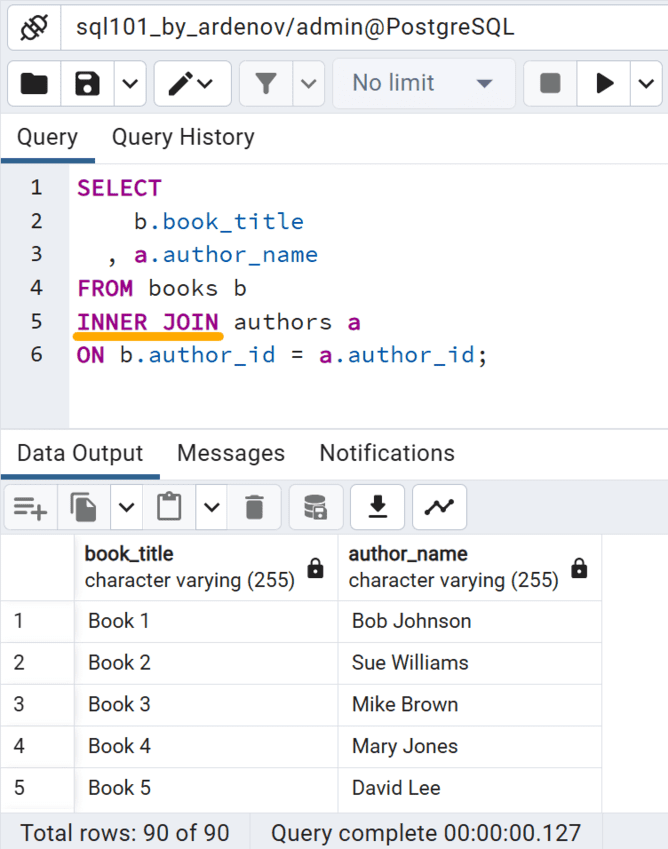 sql101_by_ardenov/admin@PostgreSQL
No limit
Query Query History
1 SELECT
2 b.book_title
3 , a.author_name
4 FROM books b
5 INNER JOIN authors a
6 ON b.author_id = a.author_id;
Data Output Messages Notifications
book_title author_name
character varying (255) character varying (255)
1 Book 1 Bob Johnson
2 Book 2 Sue Williams
3 Book 3 Mike Brown
4 Book 4 Mary Jones
5 Book 5 David Lee
Total rows: 90 of 90 Query complete 00:00:00.127